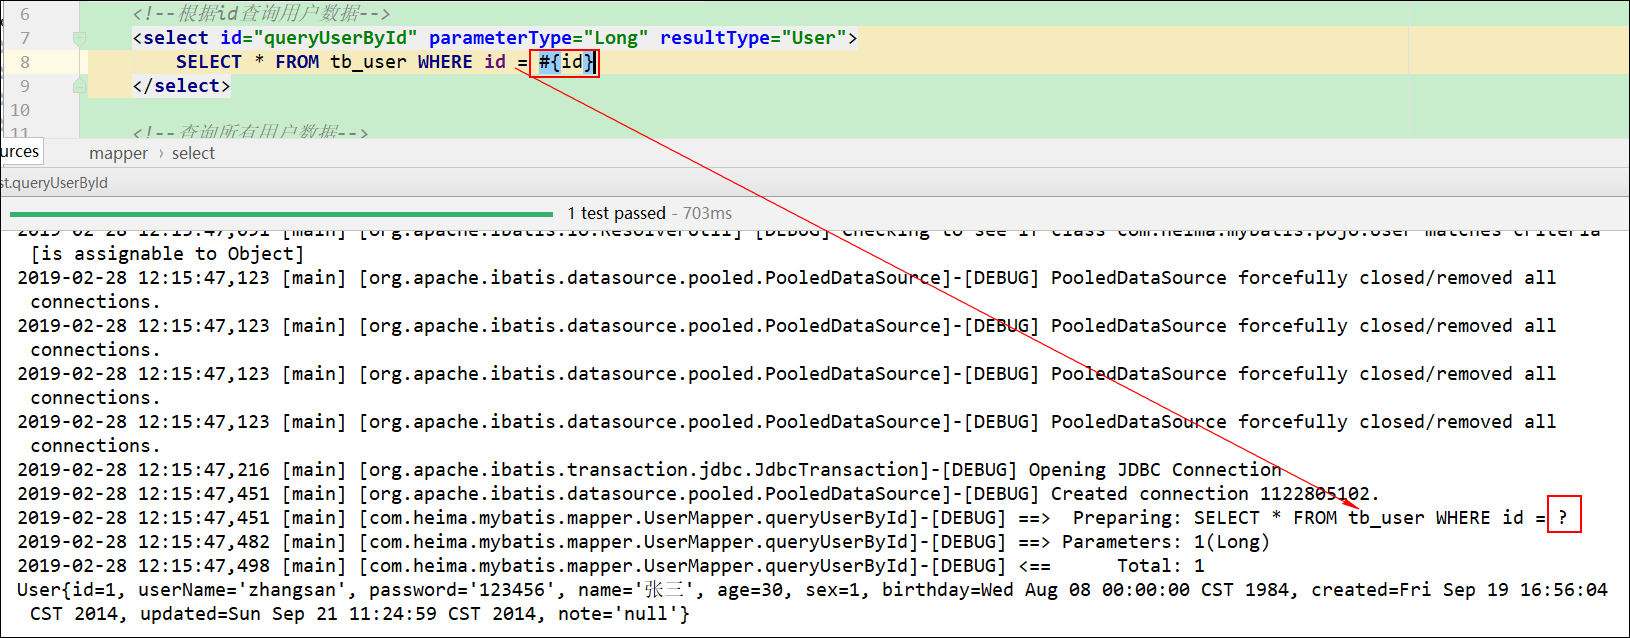 6 <!--根据id查询用户数据-->
7 <select id="queryUserById" parameterType="Long" resultType="User">
8 SELECT * FROM tb_user WHERE id = #{id}
9 </select>
10
11 <!--查询所有用户数据-->
urces mapper › select
st.queryUserById
1 test passed - 703ms
2019-02-28 12:15:47,091 [main] [org.apache.ibatis.io.ResolverUtil]-[DEBUG] Checking to see if class com.heima.mybatis.pojo.User matches criteria
[is assignable to Object]
2019-02-28 12:15:47,123 [main] [org.apache.ibatis.datasource.pooled.PooledDataSource]-[DEBUG] PooledDataSource forcefully closed/removed all
connections.
2019-02-28 12:15:47,123 [main] [org.apache.ibatis.datasource.pooled.PooledDataSource]-[DEBUG] PooledDataSource forcefully closed/removed all
connections.
2019-02-28 12:15:47,123 [main] [org.apache.ibatis.datasource.pooled.PooledDataSource]-[DEBUG] PooledDataSource forcefully closed/removed all
connections.
2019-02-28 12:15:47,123 [main] [org.apache.ibatis.datasource.pooled.PooledDataSource]-[DEBUG] PooledDataSource forcefully closed/removed all
connections.
2019-02-28 12:15:47,216 [main] [org.apache.ibatis.transaction.jdbc.JdbcTransaction]-[DEBUG] Opening JDBC Connection
2019-02-28 12:15:47,451 [main] [org.apache.ibatis.datasource.pooled.PooledDataSource]-[DEBUG] Created connection 1122805102.
2019-02-28 12:15:47,451 [main] [com.heima.mybatis.mapper.UserMapper.queryUserById]-[DEBUG] ==>  Preparing: SELECT * FROM tb_user WHERE id = ?
2019-02-28 12:15:47,482 [main] [com.heima.mybatis.mapper.UserMapper.queryUserById]-[DEBUG] ==> Parameters: 1(Long)
2019-02-28 12:15:47,498 [main] [com.heima.mybatis.mapper.UserMapper.queryUserById]-[DEBUG] <==      Total: 1
User{id=1, userName='zhangsan', password='123456', name='张三', age=30, sex=1, birthday=Wed Aug 08 00:00:00 CST 1984, created=Fri Sep 19 16:56:04
CST 2014, updated=Sun Sep 21 11:24:59 CST 2014, note='null'}